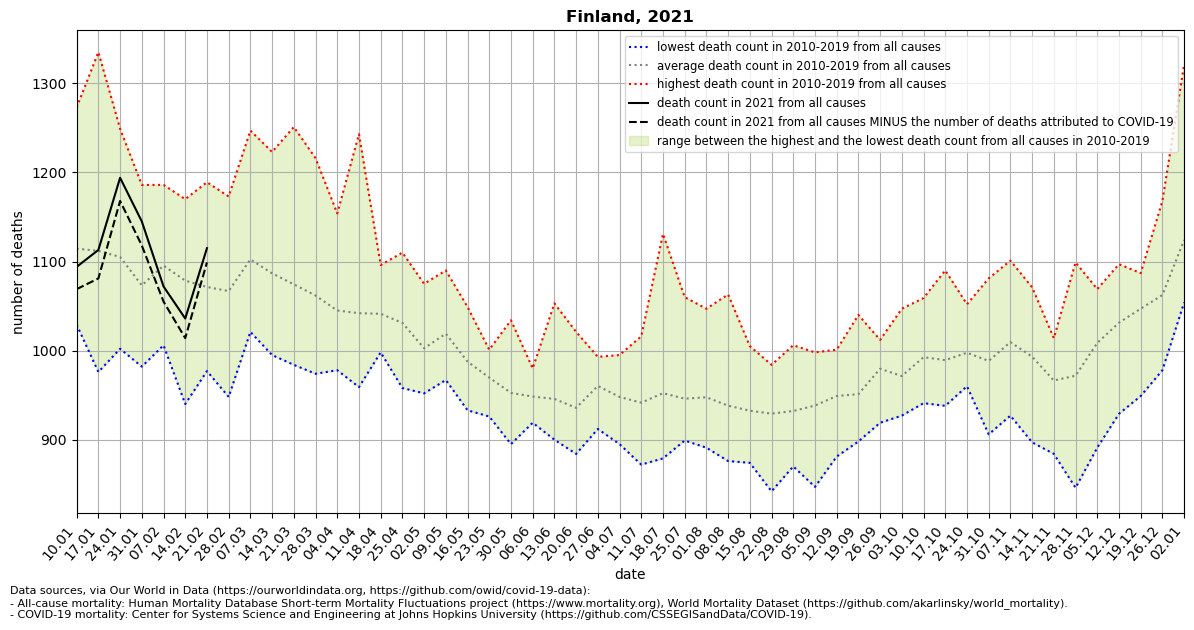 Finland, 2021
lowest death count in 2010-2019 from all causes
average death count in 2010-2019 from all causes
highest death count in 2010-2019 from all causes
death count in 2021 from all causes
death count in 2021 from all causes MINUS the number of deaths attributed to COVID-19
range between the highest and the lowest death count from all causes in 2010-2019
number of deaths
1300
1200
1100
1000
900
10.01 17.01 24.01 31.01 07.02 14.02 21.02 28.02 07.03 14.03 21.03 28.03 04.04 11.04 18.04 25.04 02.05 09.05 16.05 23.05 30.05 06.06 13.06 20.06 27.06 04.07 11.07 18.07 25.07 01.08 08.08 15.08 22.08 29.08 05.09 12.09 19.09 26.09 03.10 10.10 17.10 24.10 31.10 07.11 14.11 21.11 28.11 05.12 12.12 19.12 26.12 02.01
date
Data sources, via Our World in Data (https://ourworldindata.org, https://github.com/owid/covid-19-data):
- All-cause mortality: Human Mortality Database Short-term Mortality Fluctuations project (https://www.mortality.org), World Mortality Dataset (https://github.com/akarlinsky/world_mortality).
- COVID-19 mortality: Center for Systems Science and Engineering at Johns Hopkins University (https://github.com/CSSEGISandData/COVID-19).